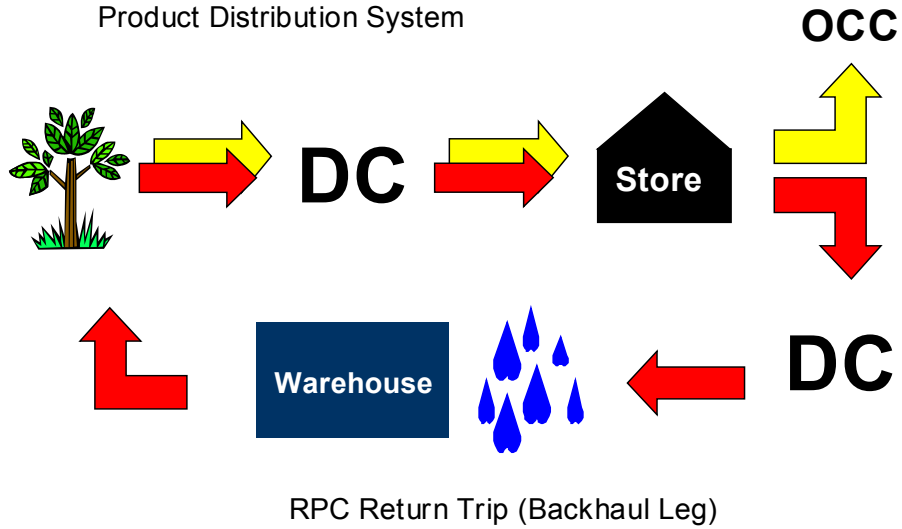 Product Distribution System
OCC
DC
Store
DC
Warehouse
RPC Return Trip (Backhaul Leg)